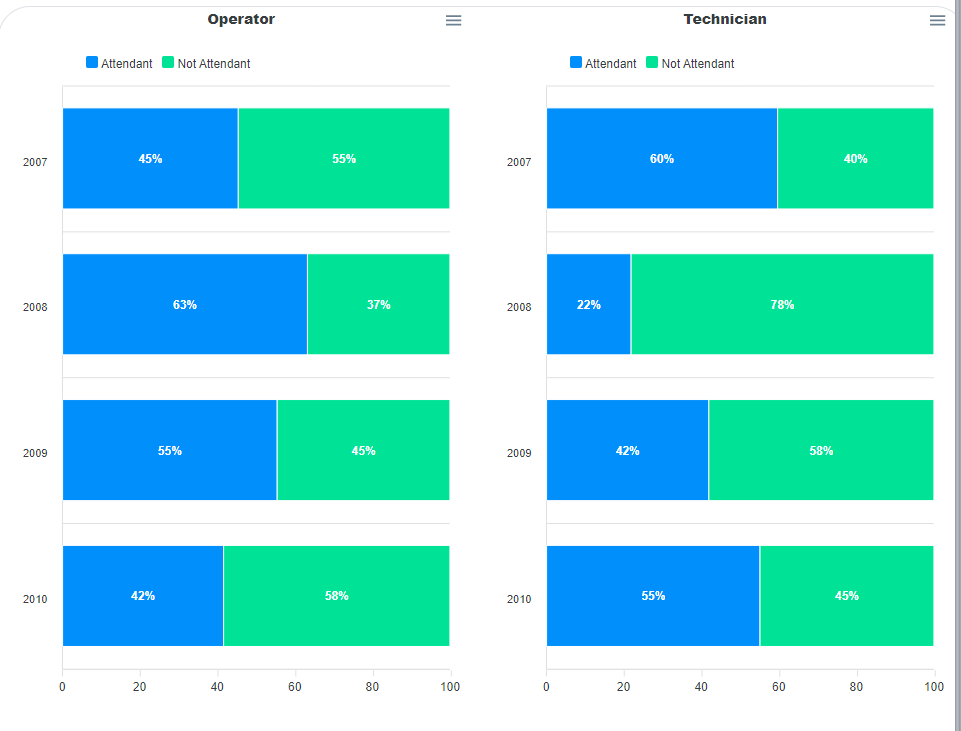 Operator
Attendant Not Attendant
2007 45% 55%
2008 63% 37%
2009 55% 45%
2010 42% 58%
0 20 40 60 80 100
Technician
Attendant Not Attendant
2007 60% 40%
2008 22% 78%
2009 42% 58%
2010 55% 45%
0 20 40 60 80 100